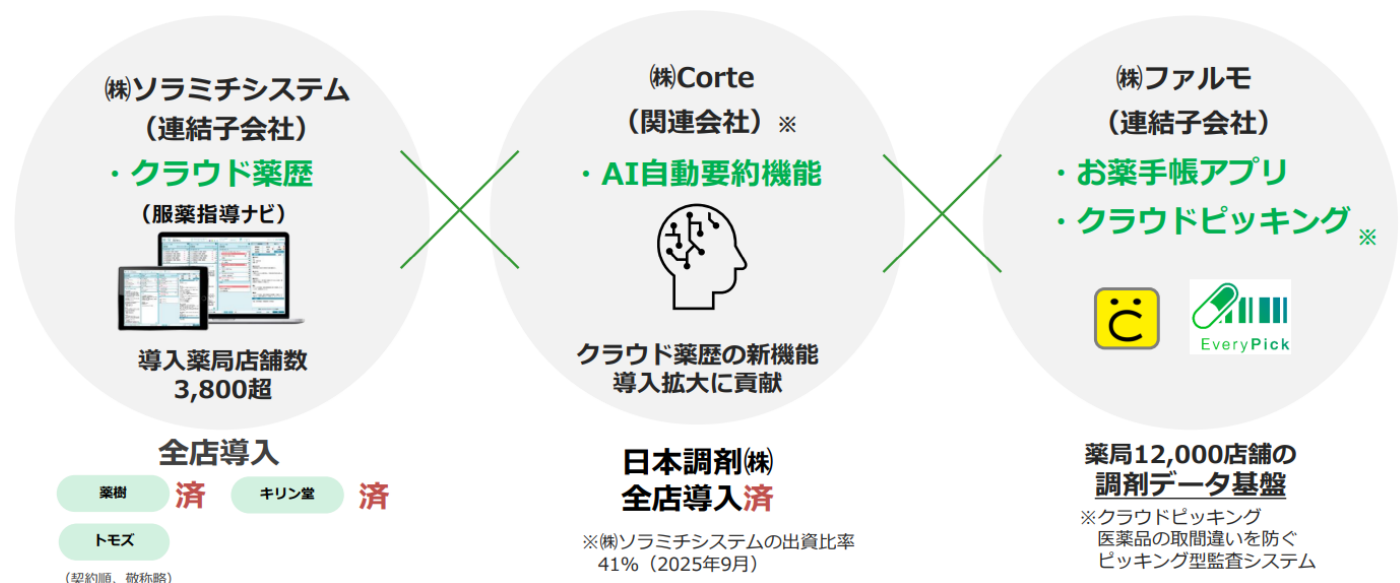 ㈱ソラミチシステム
(連結子会社)
・クラウド薬歴
(服薬指導ナビ)
導入薬局店舗数
3,800超
全店導入
薬樹 済 キリン堂 済
トモズ
(契約順、敬称略)
㈱Corte
(関連会社)※
・AI自動要約機能
クラウド薬歴の新機能
導入拡大に貢献
日本調剤㈱
全店導入済
※㈱ソラミチシステムの出資比率
41%(2025年9月)
㈱ファルモ
(連結子会社)
・お薬手帳アプリ
・クラウドピッキング※
EveryPick
薬局12,000店舗の
調剤データ基盤
※クラウドピッキング
医薬品の取間違いを防ぐ
ピッキング型監査システム